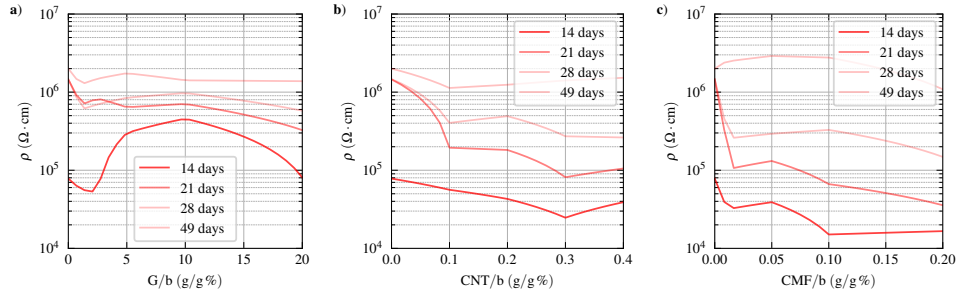 a)
10^7
10^6
10^5
10^4
ρ (Ω · cm)
0
5
10
15
20
G/b (g/g %)
14 days
21 days
28 days
49 days
b)
10^7
10^6
10^5
10^4
ρ (Ω · cm)
0.0
0.1
0.2
0.3
0.4
CNT/b (g/g %)
14 days
21 days
28 days
49 days
c)
10^7
10^6
10^5
10^4
ρ (Ω · cm)
0.00
0.05
0.10
0.15
0.20
CMF/b (g/g %)
14 days
21 days
28 days
49 days